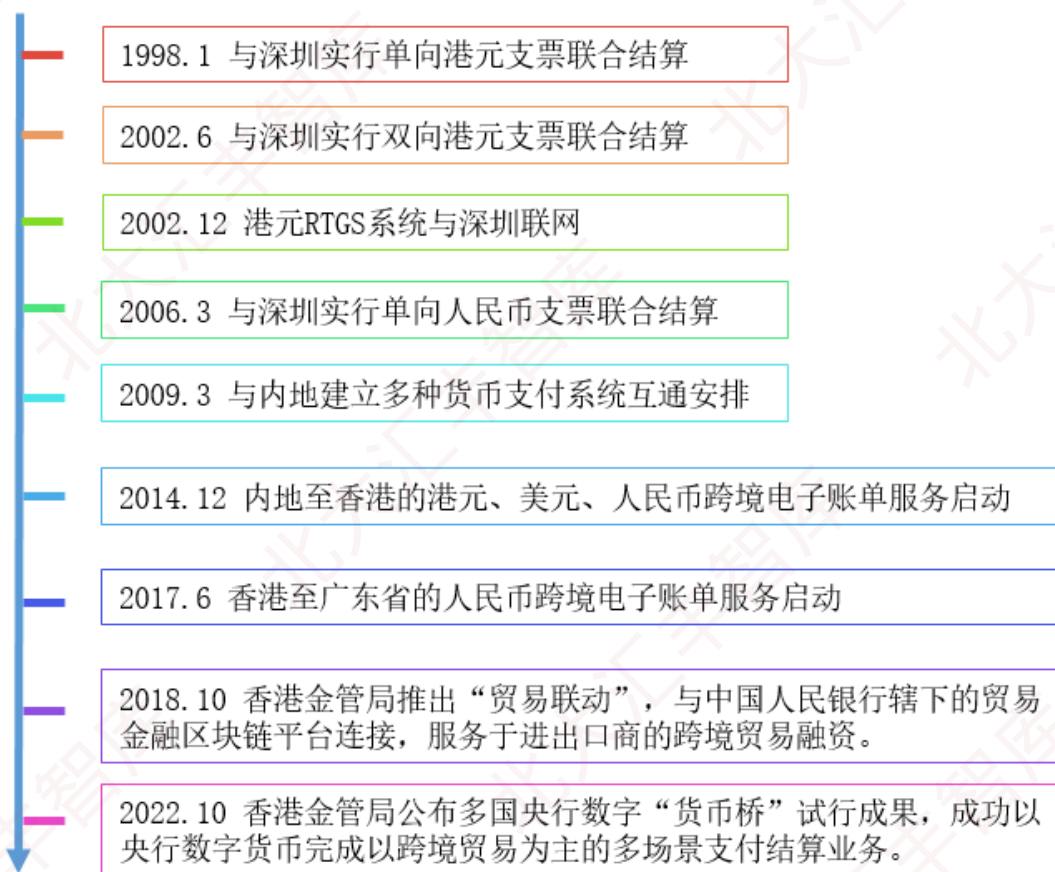 1998.1 与深圳实行单向港元支票联合结算
2002.6 与深圳实行双向港元支票联合结算
2002.12 港元RTGS系统与深圳联网
2006.3 与深圳实行单向人民币支票联合结算
2009.3 与内地建立多种货币支付系统互通安排
2014.12 内地至香港的港元、美元、人民币跨境电子账单服务启动
2017.6 香港至广东省的人民币跨境电子账单服务启动
2018.10 香港金管局推出“贸易联动”，与中国人民银行辖下的贸易
金融区块链平台连接，服务于进出口商的跨境贸易融资。
2022.10 香港金管局公布多国央行数字“货币桥”试行成果，成功以
央行数字货币完成以跨境贸易为主的多场景支付结算业务。
北大汇丰智库